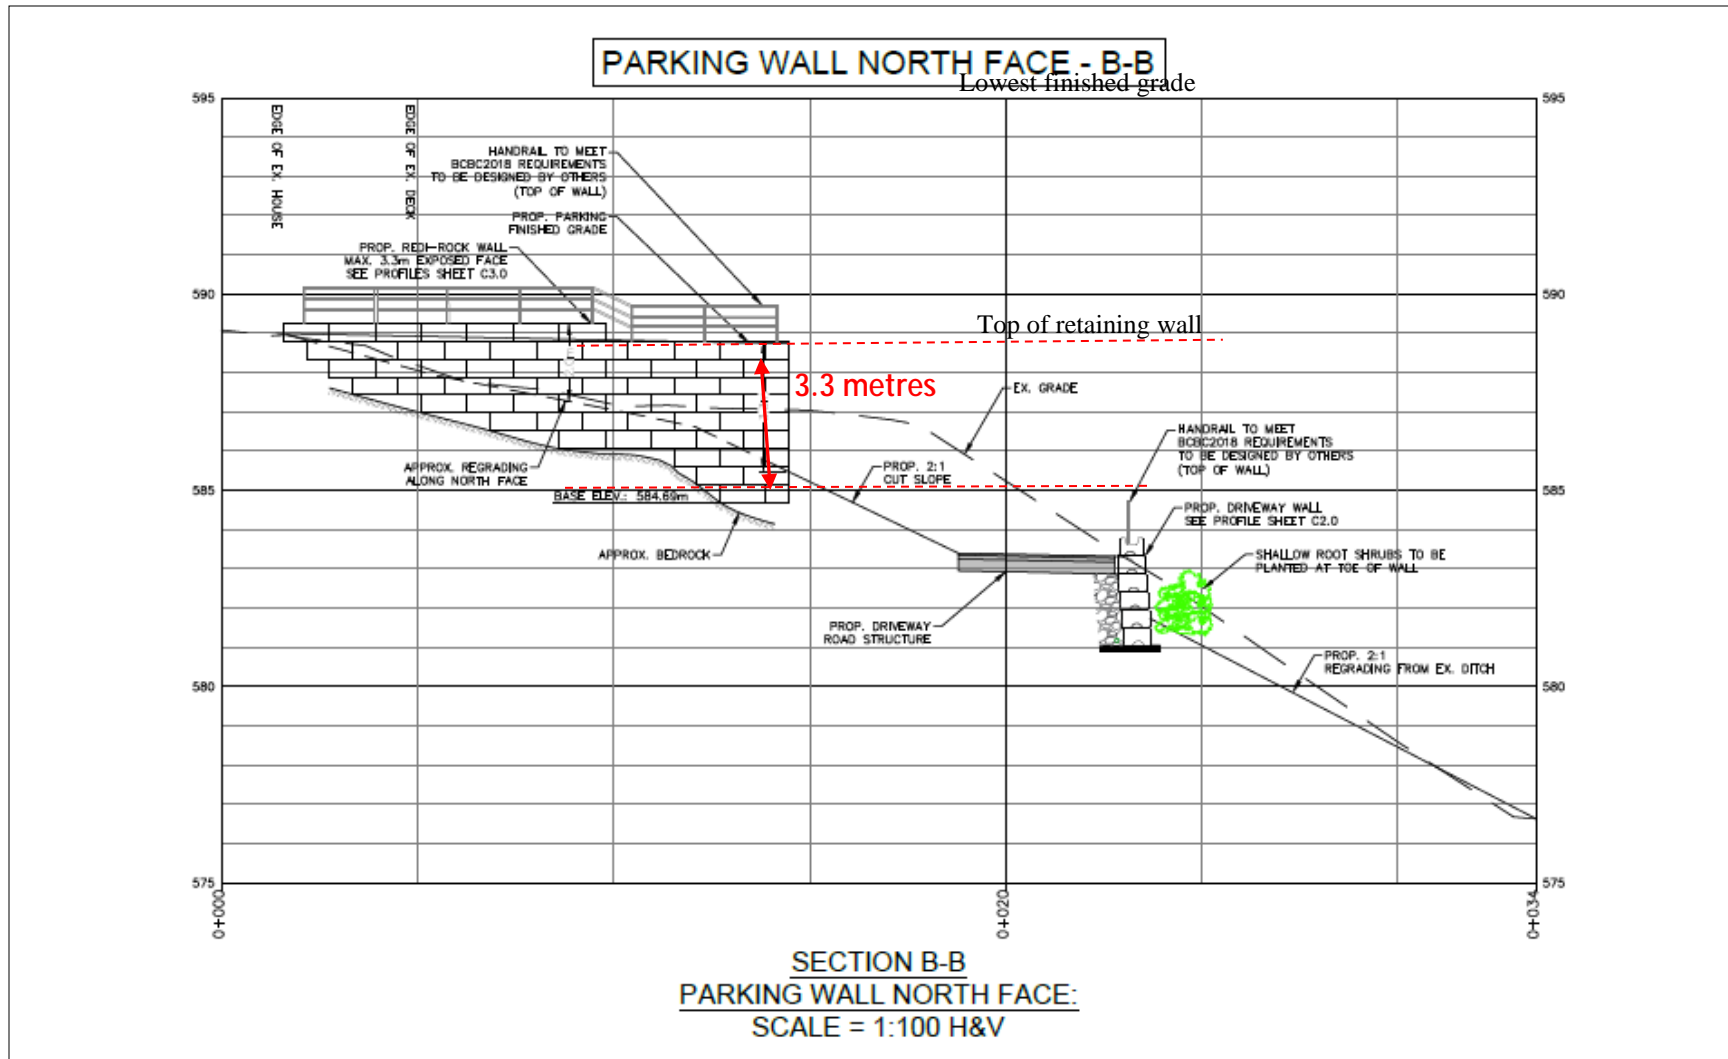 PARKING WALL NORTH FACE - B-B
Lowest finished grade
595
595
EDGE OF EX. HOUSE
EDGE OF EX. DECK
HANDRAIL TO MEET
BCBC2018 REQUIREMENTS
TO BE DESIGNED BY OTHERS
(TOP OF WALL)
PROP. PARKING
FINISHED GRADE
PROP. REDI-ROCK WALL
MAX. 3.3m EXPOSED FACE
SEE PROFILES SHEET C3.0
590
590
Top of retaining wall
3.3 metres
EX. GRADE
HANDRAIL TO MEET
BCBC2018 REQUIREMENTS
TO BE DESIGNED BY OTHERS
(TOP OF WALL)
APPROX. REGRADING
ALONG NORTH FACE
PROP. 2:1
CUT SLOPE
585
585
BASE ELEV.: 584.69m
PROP. DRIVEWAY WALL
SEE PROFILE SHEET C2.0
APPROX. BEDROCK
SHALLOW ROOT SHRUBS TO BE
PLANTED AT TOE OF WALL
PROP. DRIVEWAY
ROAD STRUCTURE
PROP. 2:1
REGRADING FROM EX. DITCH
580
580
575
575
0+000
0+020
0+034
SECTION B-B
PARKING WALL NORTH FACE:
SCALE = 1:100 H&V